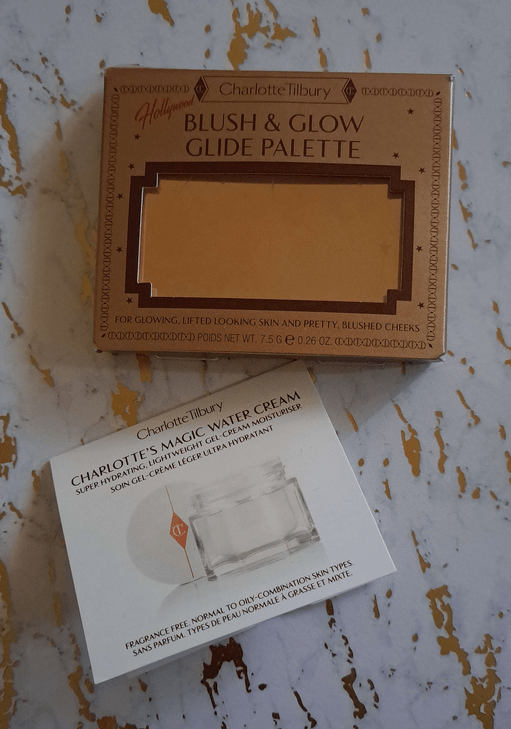 Charlotte Tilbury
Hollywood
BLUSH & GLOW
GLIDE PALETTE
FOR GLOWING, LIFTED LOOKING SKIN AND PRETTY, BLUSHED CHEEKS
POIDS NET WT. 7.5 G ℮ 0.26 OZ.
Charlotte Tilbury
CHARLOTTE'S MAGIC WATER CREAM
SUPER HYDRATING, LIGHTWEIGHT GEL-CREAM MOISTURISER
SOIN GEL-CRÈME LÉGER ULTRA HYDRATANT
CT
FRAGRANCE FREE. NORMAL TO OILY-COMBINATION SKIN TYPES.
SANS PARFUM. TYPES DE PEAU NORMALE À GRASSE ET MIXTE.